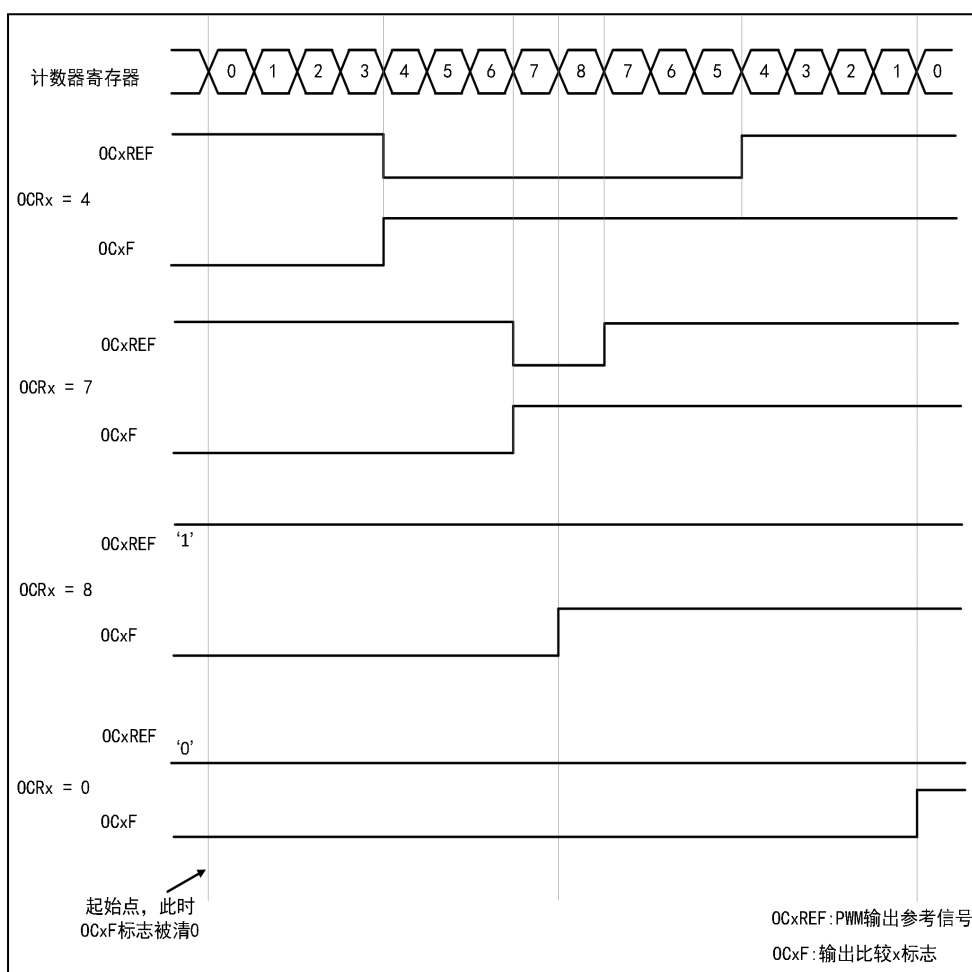 计数器寄存器 0 1 2 3 4 5 6 7 8 7 6 5 4 3 2 1 0
OCxREF
OCRx = 4
OCxF
OCxREF
OCRx = 7
OCxF
OCxREF ‘1’
OCRx = 8
OCxF
OCxREF ‘0’
OCRx = 0
OCxF
起始点，此时
OCxF标志被清0
OCxREF:PWM输出参考信号
OCxF:输出比较x标志